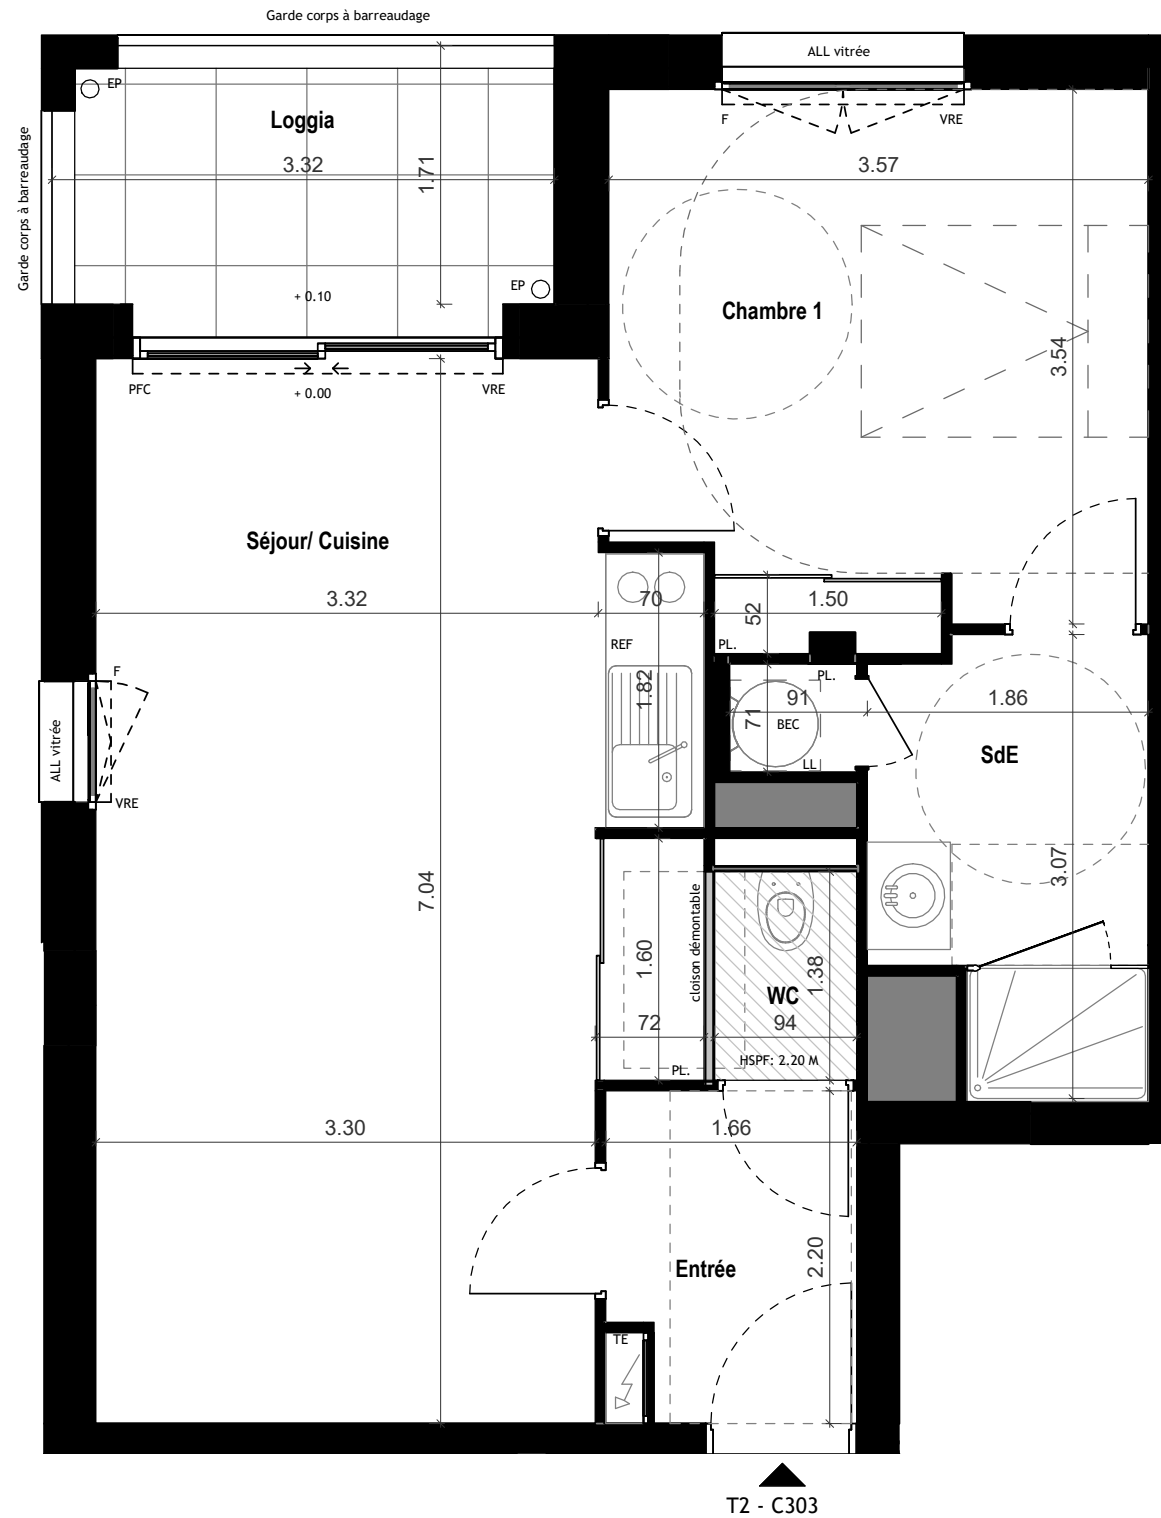 Garde corps à barreaudage
ALL vitrée
EP
Loggia
F
VRE
Garde corps à barreaudage
3.32
1.71
3.57
EP
+ 0.10
Chambre 1
3.54
PFC
+ 0.00
VRE
Séjour/ Cuisine
3.32
70
52
1.50
REF
PL.
PL.
F
1.82
91
71
BEC
1.86
ALL vitrée
SdE
LL
VRE
7.04
3.07
cloison démontable
1.60
1.38
WC
72
94
HSPF: 2.20 M
PL.
3.30
1.66
2.20
Entrée
TE
T2 - C303